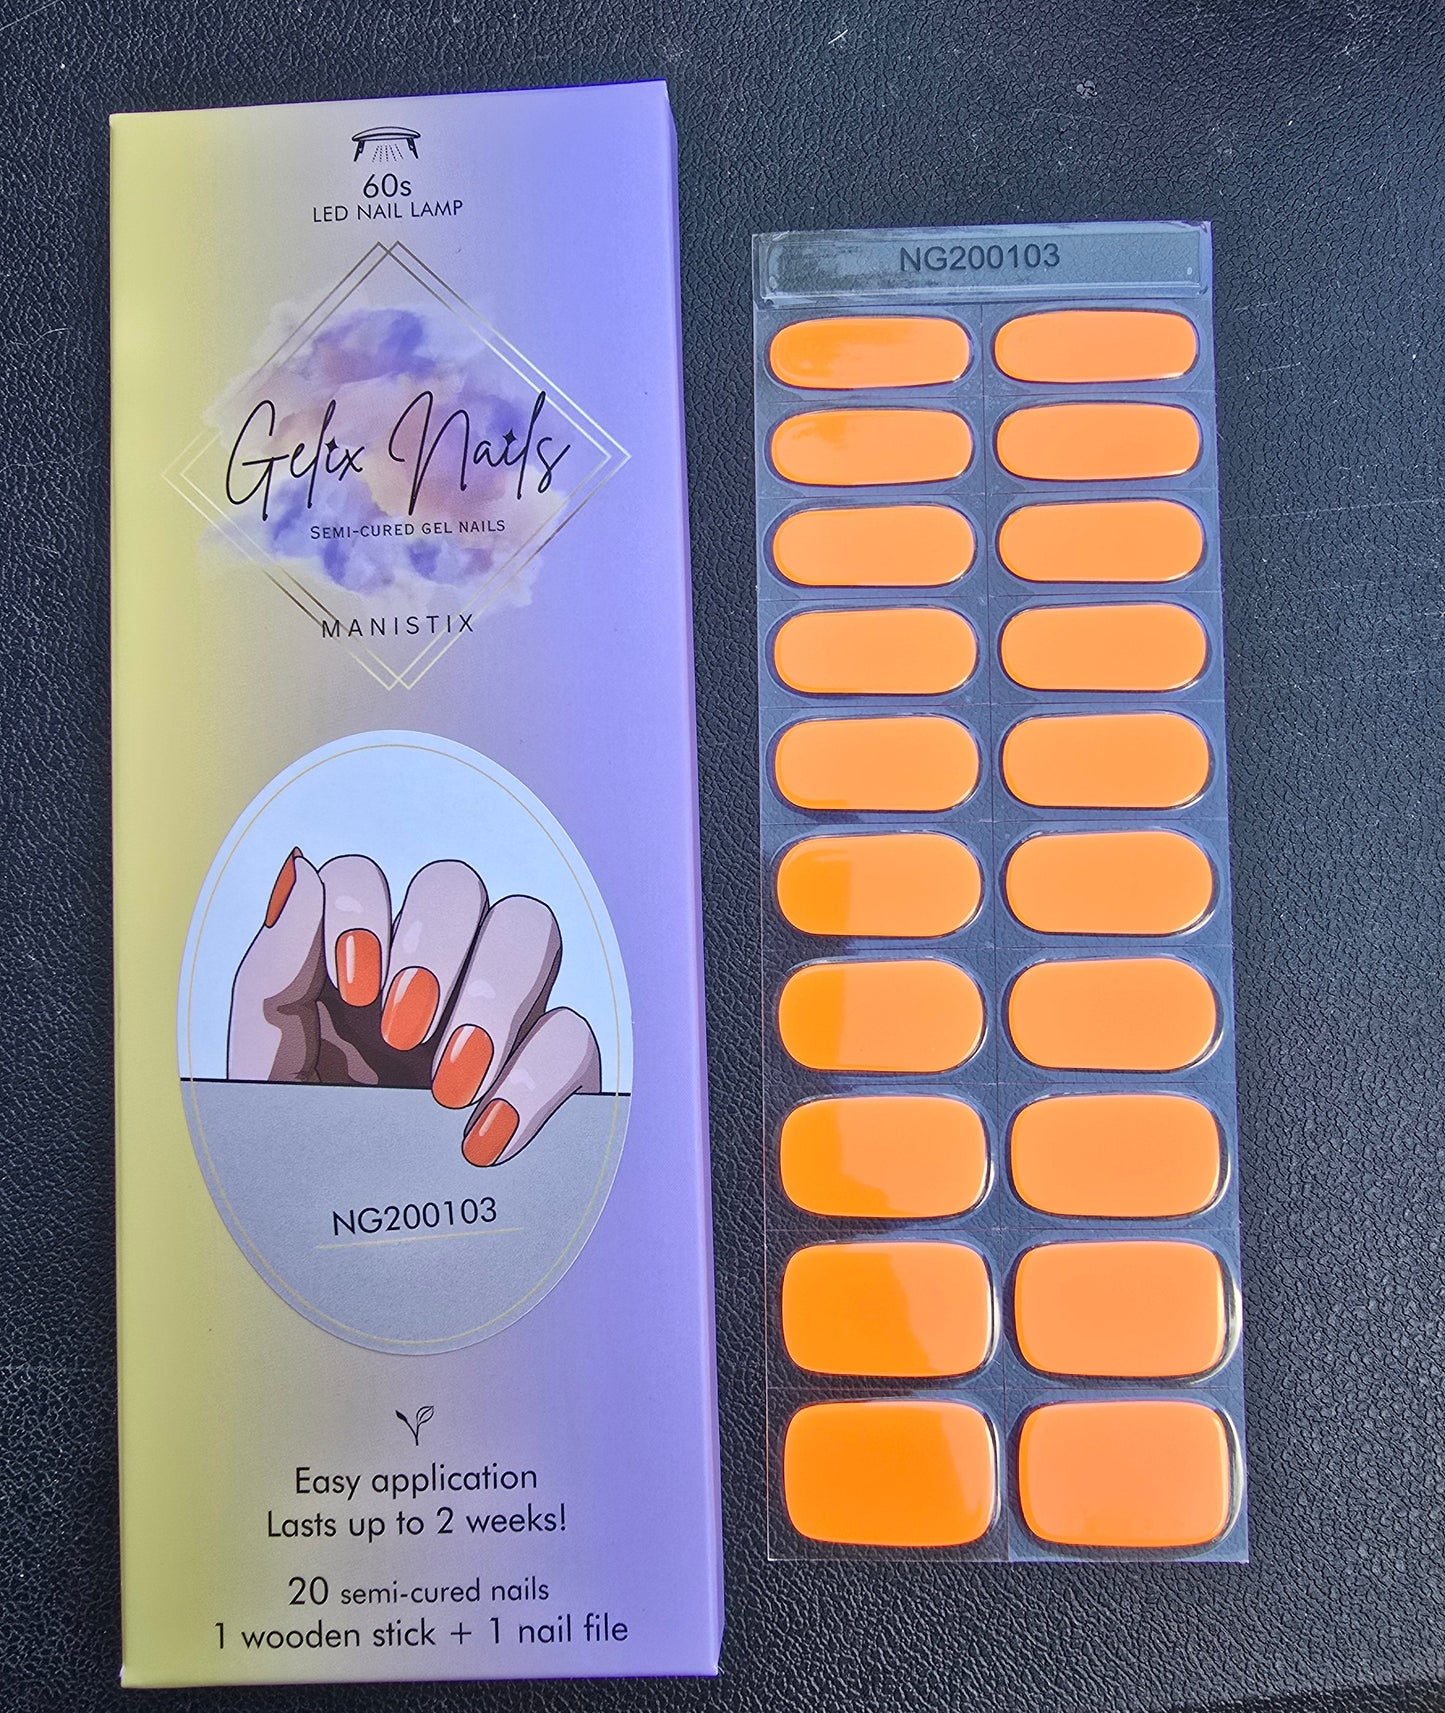 60s
LED NAIL LAMP
Gelix Nails
SEMI-CURED GEL NAILS
MANISTIX
NG200103
Easy application
Lasts up to 2 weeks!
20 semi-cured nails
1 wooden stick + 1 nail file
NG200103